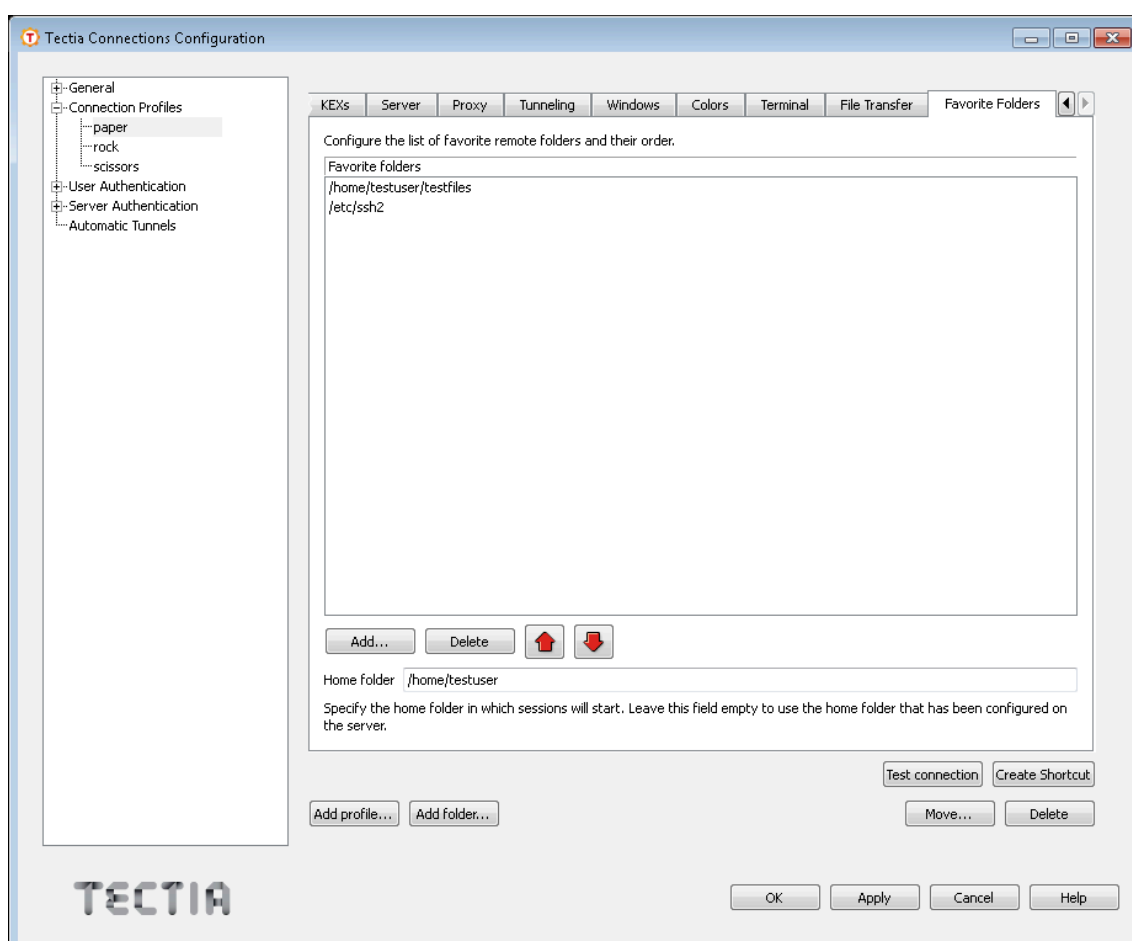 Tectia Connections Configuration
General
Connection Profiles
paper
rock
scissors
User Authentication
Server Authentication
Automatic Tunnels
KEXs Server Proxy Tunneling Windows Colors Terminal File Transfer Favorite Folders
Configure the list of favorite remote folders and their order.
Favorite folders
/home/testuser/testfiles
/etc/ssh2
Add... Delete
Home folder /home/testuser
Specify the home folder in which sessions will start. Leave this field empty to use the home folder that has been configured on
the server.
Test connection Create Shortcut
Add profile... Add folder... Move... Delete
TECTIA
OK Apply Cancel Help